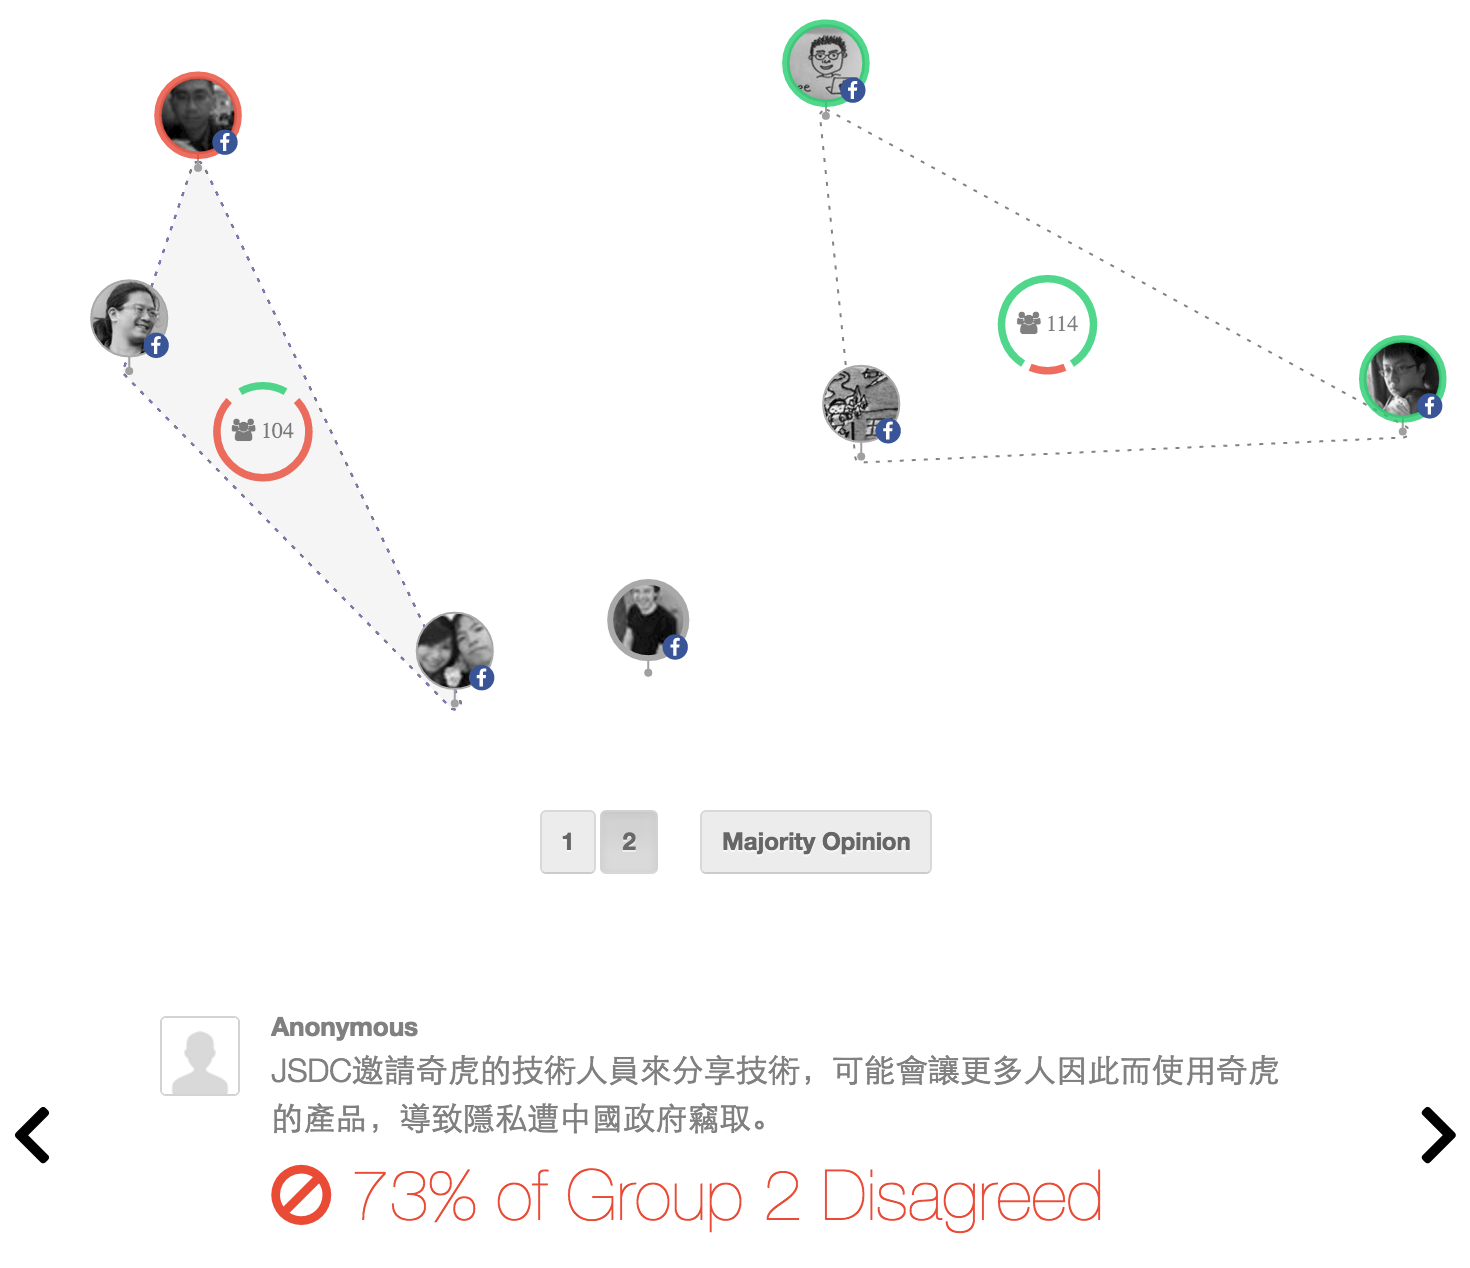 114
104
1
2
Majority Opinion
Anonymous
JSDC邀請奇虎的技術人員來分享技術，可能會讓更多人因此而使用奇虎
的產品，導致隱私遭中國政府竊取。
73% of Group 2 Disagreed